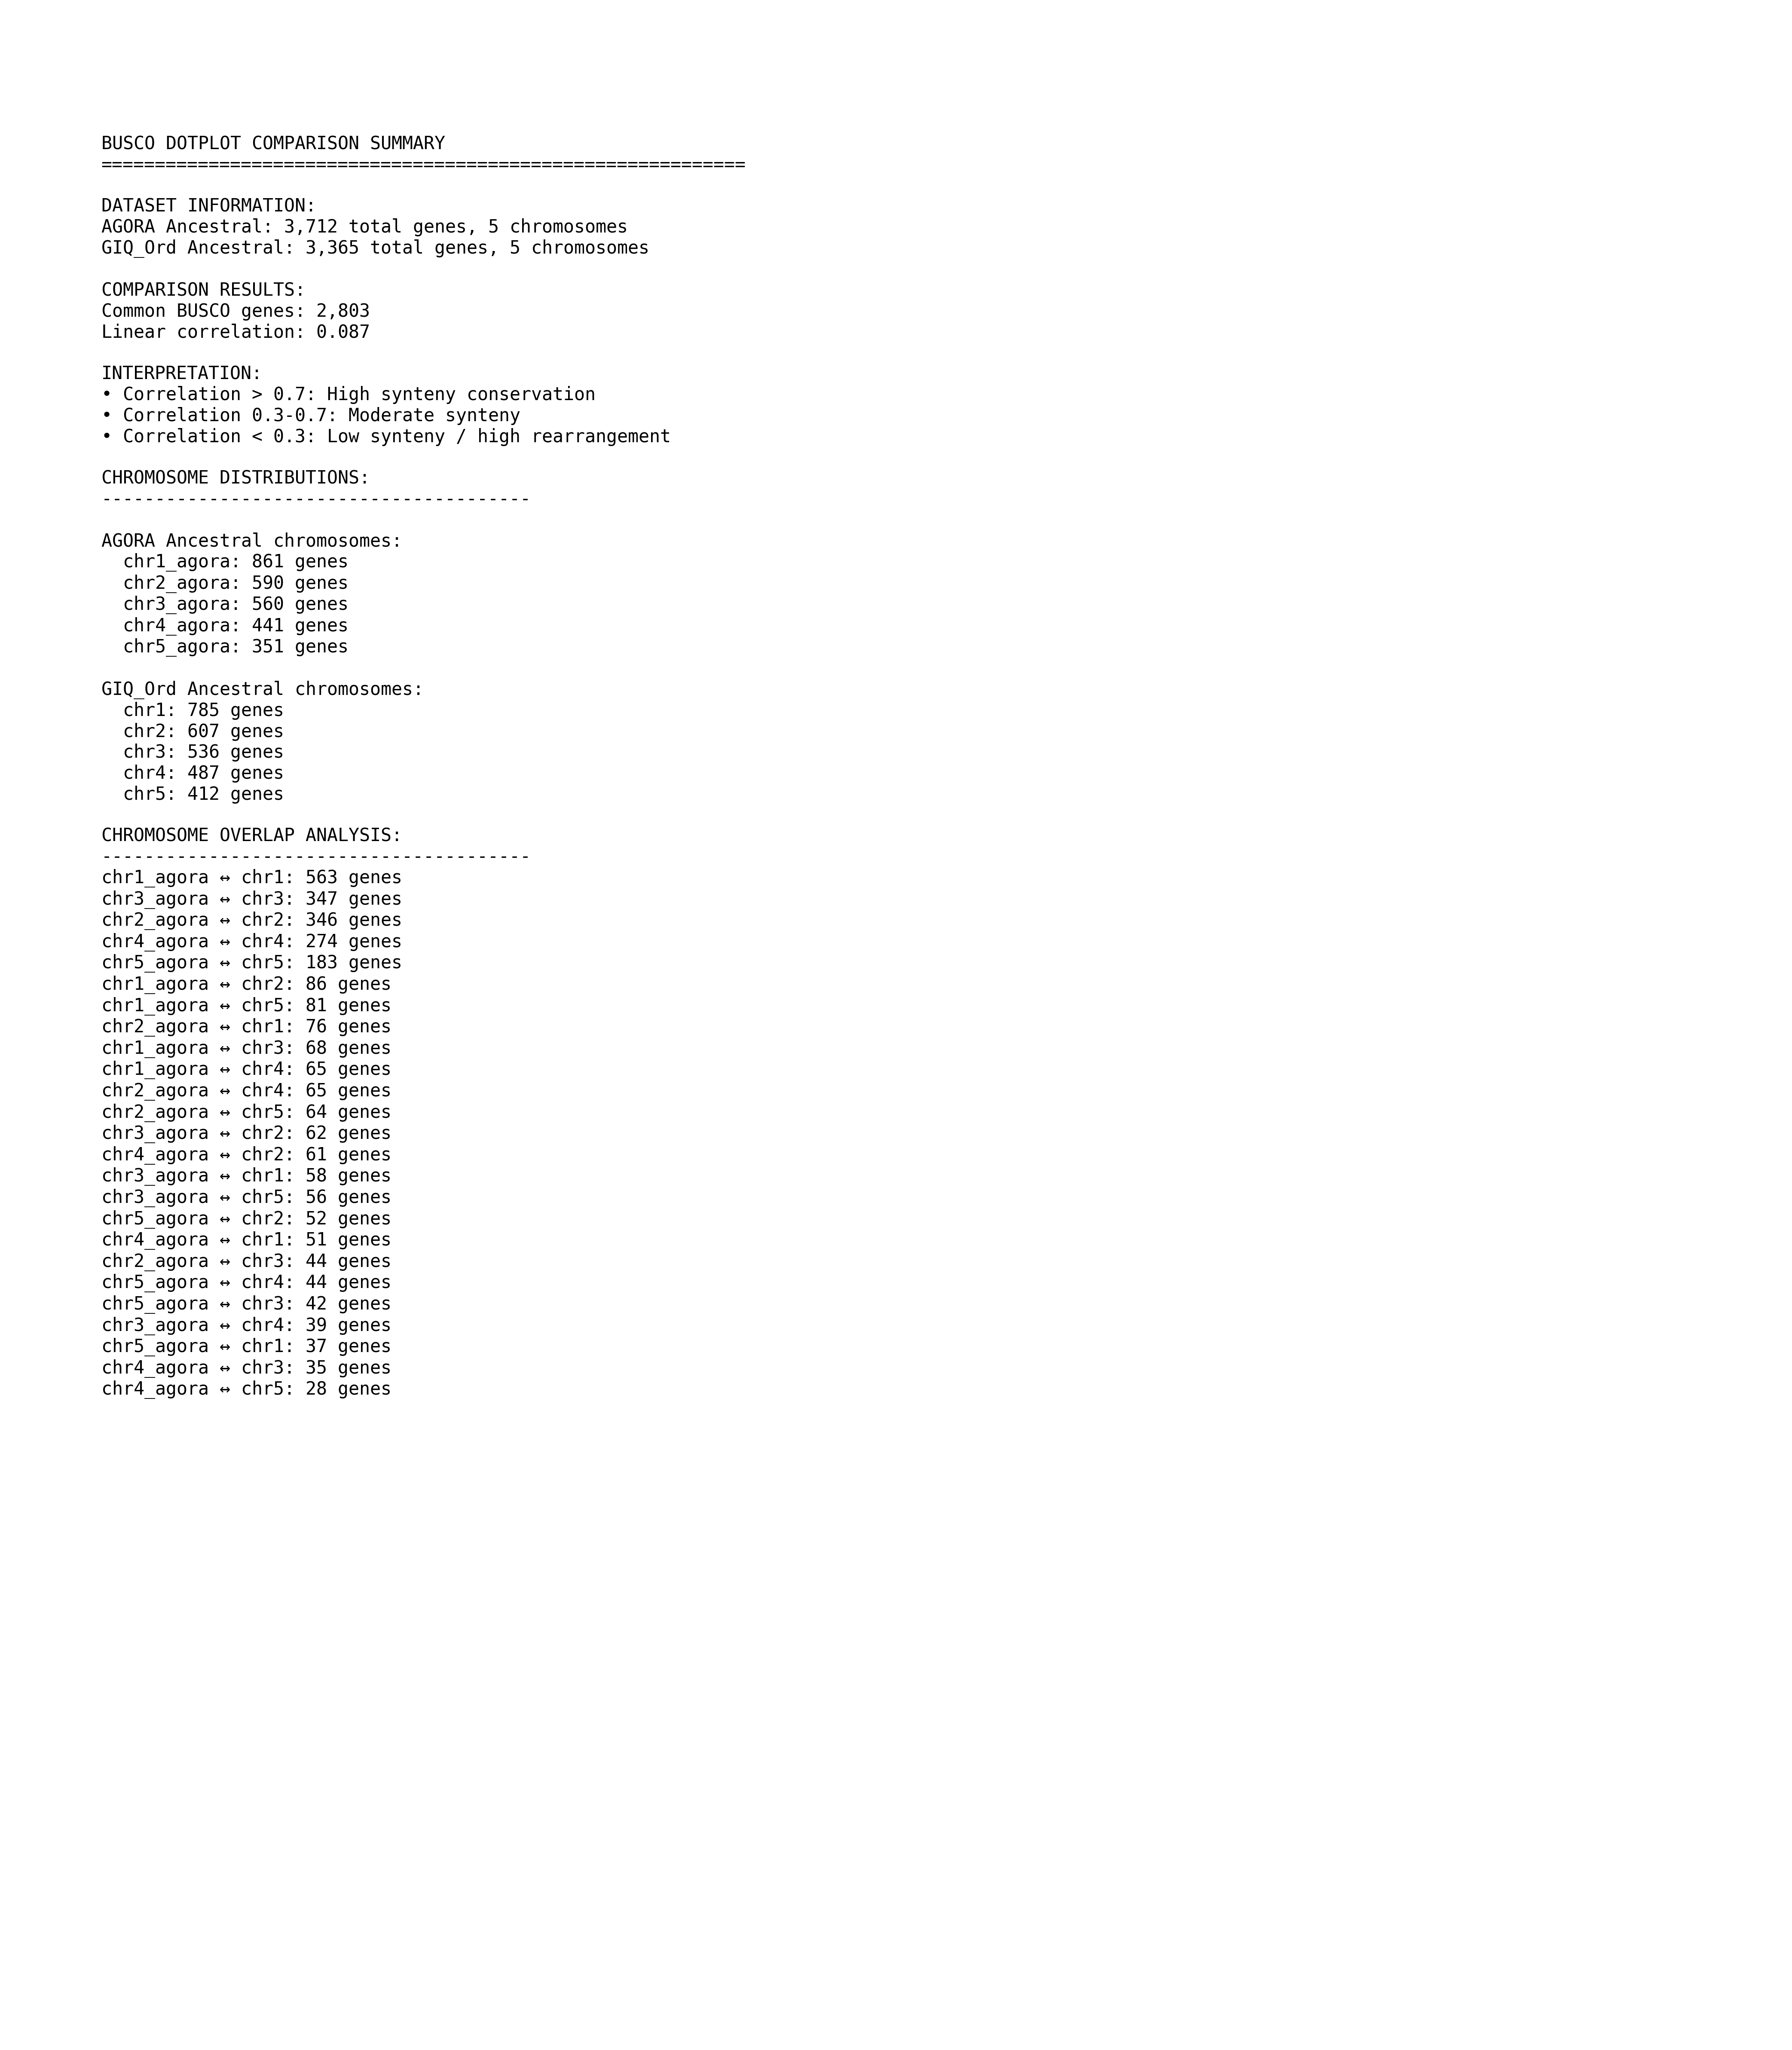 BUSCO DOTPLOT COMPARISON SUMMARY
============================================================
DATASET INFORMATION:
AGORA Ancestral: 3,712 total genes, 5 chromosomes
GIQ_Ord Ancestral: 3,365 total genes, 5 chromosomes
COMPARISON RESULTS:
Common BUSCO genes: 2,803
Linear correlation: 0.087
INTERPRETATION:
• Correlation > 0.7: High synteny conservation
• Correlation 0.3-0.7: Moderate synteny
• Correlation < 0.3: Low synteny / high rearrangement
CHROMOSOME DISTRIBUTIONS:
----------------------------------------
AGORA Ancestral chromosomes:
  chr1_agora: 861 genes
  chr2_agora: 590 genes
  chr3_agora: 560 genes
  chr4_agora: 441 genes
  chr5_agora: 351 genes
GIQ_Ord Ancestral chromosomes:
  chr1: 785 genes
  chr2: 607 genes
  chr3: 536 genes
  chr4: 487 genes
  chr5: 412 genes
CHROMOSOME OVERLAP ANALYSIS:
----------------------------------------
chr1_agora ↔ chr1: 563 genes
chr3_agora ↔ chr3: 347 genes
chr2_agora ↔ chr2: 346 genes
chr4_agora ↔ chr4: 274 genes
chr5_agora ↔ chr5: 183 genes
chr1_agora ↔ chr2: 86 genes
chr1_agora ↔ chr5: 81 genes
chr2_agora ↔ chr1: 76 genes
chr1_agora ↔ chr3: 68 genes
chr1_agora ↔ chr4: 65 genes
chr2_agora ↔ chr4: 65 genes
chr2_agora ↔ chr5: 64 genes
chr3_agora ↔ chr2: 62 genes
chr4_agora ↔ chr2: 61 genes
chr3_agora ↔ chr1: 58 genes
chr3_agora ↔ chr5: 56 genes
chr5_agora ↔ chr2: 52 genes
chr4_agora ↔ chr1: 51 genes
chr2_agora ↔ chr3: 44 genes
chr5_agora ↔ chr4: 44 genes
chr5_agora ↔ chr3: 42 genes
chr3_agora ↔ chr4: 39 genes
chr5_agora ↔ chr1: 37 genes
chr4_agora ↔ chr3: 35 genes
chr4_agora ↔ chr5: 28 genes